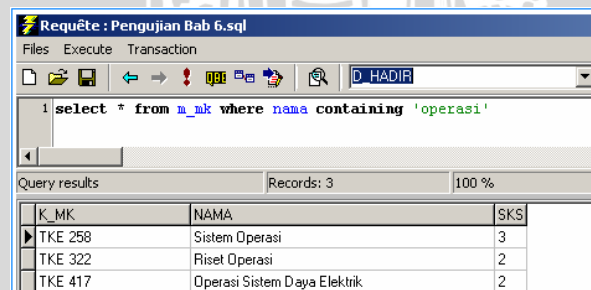 Requête : Pengujian Bab 6.sql
Files Execute Transaction
D_HADIR
1 select * from m_mk where nama containing 'operasi'
Query results Records: 3 100 %
K_MK NAMA SKS
TKE 258 Sistem Operasi 3
TKE 322 Riset Operasi 2
TKE 417 Operasi Sistem Daya Elektrik 2